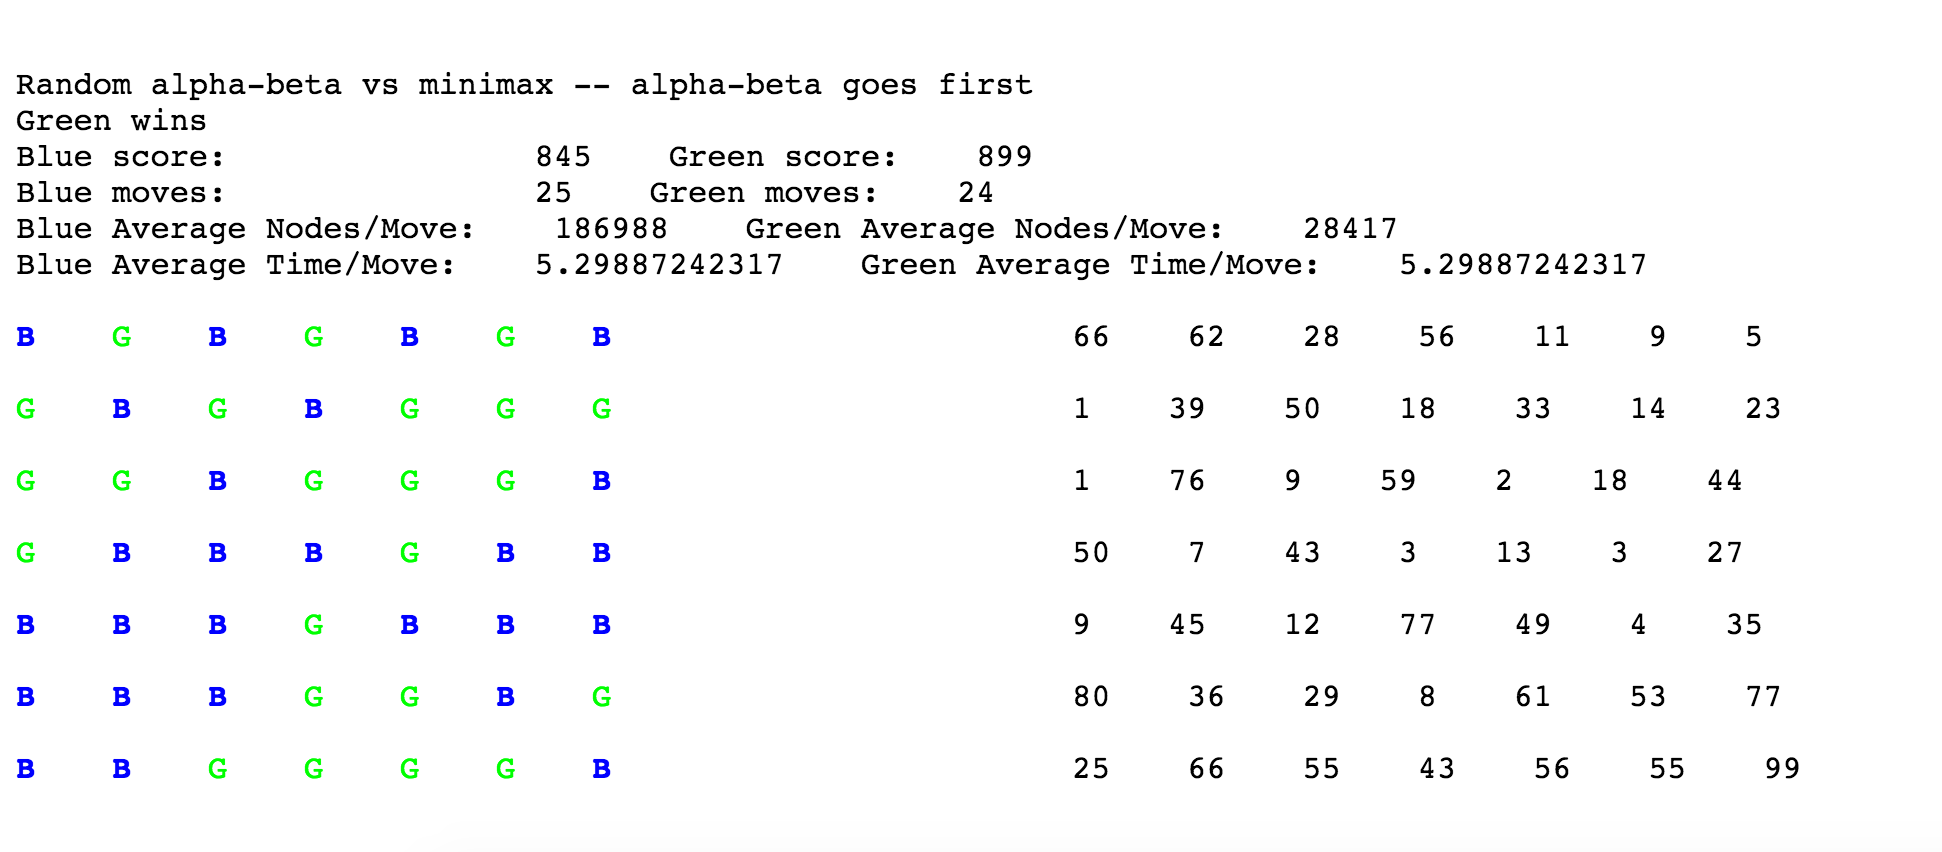 Random alpha-beta vs minimax -- alpha-beta goes first
Green wins
Blue score: 845 Green score: 899
Blue moves: 25 Green moves: 24
Blue Average Nodes/Move: 186988 Green Average Nodes/Move: 28417
Blue Average Time/Move: 5.29887242317 Green Average Time/Move: 5.29887242317
B G B G B G B 66 62 28 56 11 9 5
G B G B G G G 1 39 50 18 33 14 23
G G B G G G B 1 76 9 59 2 18 44
G B B B G B B 50 7 43 3 13 3 27
B B B G B B B 9 45 12 77 49 4 35
B B B G G B G 80 36 29 8 61 53 77
B B G G G G B 25 66 55 43 56 55 99